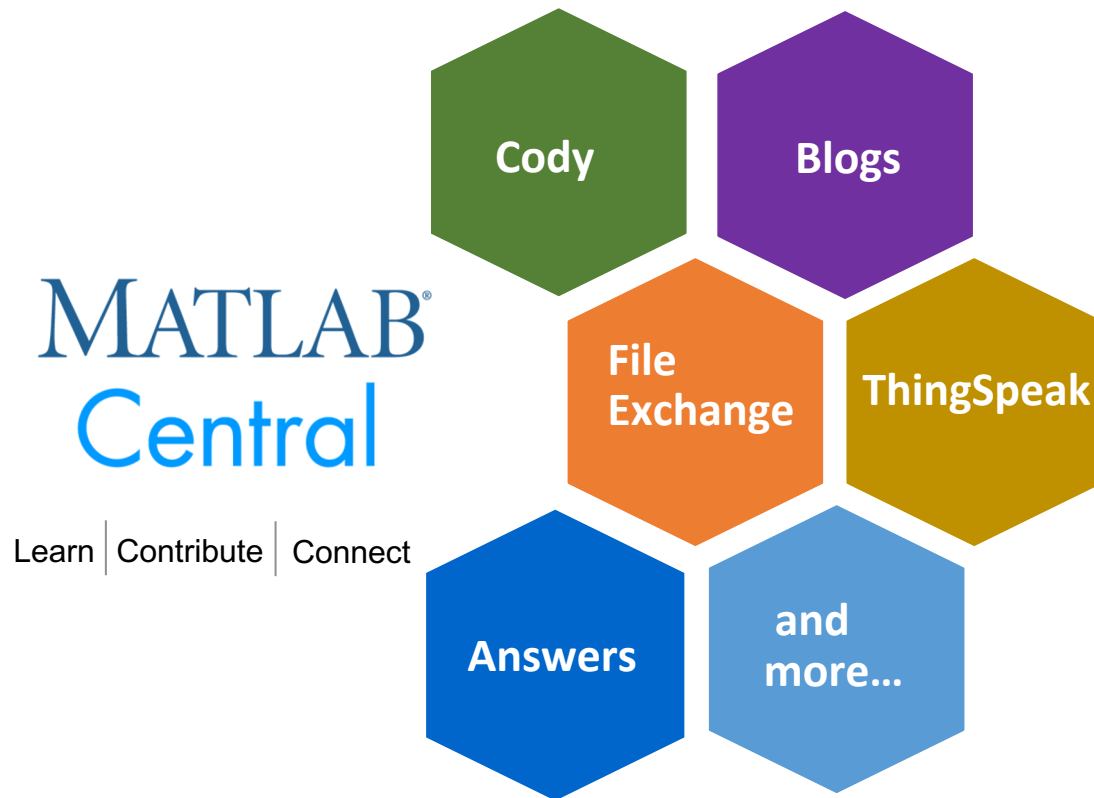 MATLAB®
Central
Learn | Contribute | Connect
Cody
Blogs
File
Exchange
ThingSpeak
Answers
and
more…